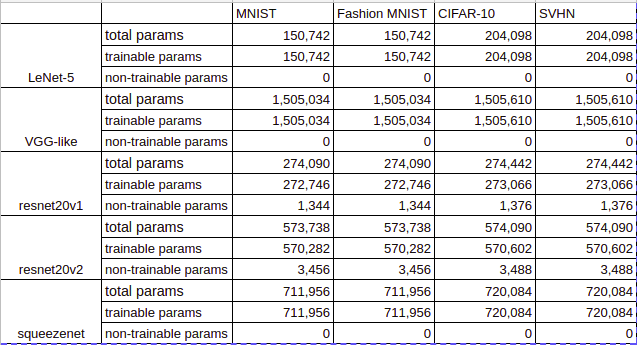 MNIST Fashion MNIST CIFAR-10 SVHN
total params 150,742 150,742 204,098 204,098
trainable params 150,742 150,742 204,098 204,098
LeNet-5 non-trainable params 0 0 0 0
total params 1,505,034 1,505,034 1,505,610 1,505,610
trainable params 1,505,034 1,505,034 1,505,610 1,505,610
VGG-like non-trainable params 0 0 0 0
total params 274,090 274,090 274,442 274,442
trainable params 272,746 272,746 273,066 273,066
resnet20v1 non-trainable params 1,344 1,344 1,376 1,376
total params 573,738 573,738 574,090 574,090
trainable params 570,282 570,282 570,602 570,602
resnet20v2 non-trainable params 3,456 3,456 3,488 3,488
total params 711,956 711,956 720,084 720,084
trainable params 711,956 711,956 720,084 720,084
squeezenet non-trainable params 0 0 0 0